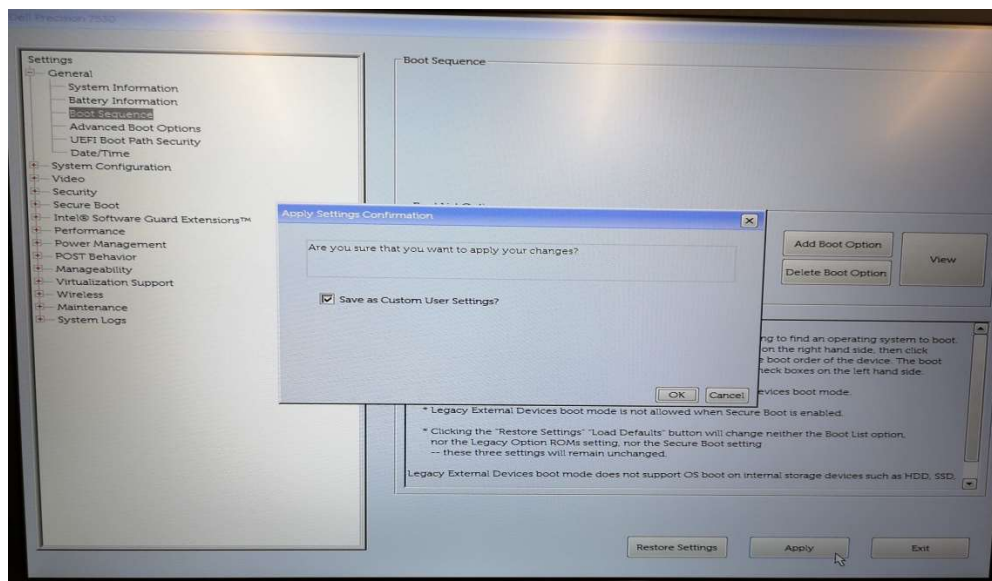 Dell Precision 7530
Settings
General
System Information
Battery Information
Boot Sequence
Advanced Boot Options
UEFI Boot Path Security
Date/Time
System Configuration
Video
Security
Secure Boot
Intel® Software Guard Extensions™
Performance
Power Management
POST Behavior
Manageability
Virtualization Support
Wireless
Maintenance
System Logs
Boot Sequence
Apply Settings Confirmation
Are you sure that you want to apply your changes?
Save as Custom User Settings?
OK Cancel
Add Boot Option
Delete Boot Option
View
ng to find an operating system to boot.
on the right hand side, then click
boot order of the device. The boot
heck boxes on the left hand side.
evices boot mode.
* Legacy External Devices boot mode is not allowed when Secure Boot is enabled.
* Clicking the "Restore Settings" "Load Defaults" button will change neither the Boot List option,
nor the Legacy Option ROMs setting, nor the Secure Boot setting
-- these three settings will remain unchanged.
Legacy External Devices boot mode does not support OS boot on internal storage devices such as HDD, SSD,
Restore Settings Apply Exit